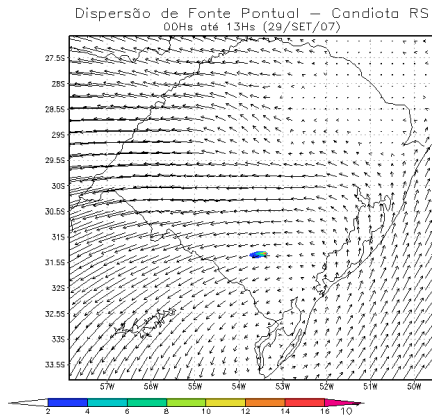 Dispersão de Fonte Pontual — Candiota RS
00Hs até 13Hs (29/SET/07)
27.5S
28S
28.5S
29S
29.5S
30S
30.5S
31S
31.5S
32S
32.5S
33S
33.5S
57W 56W 55W 54W 53W 52W 51W 50W
2 4 6 8 10 12 14 16 10